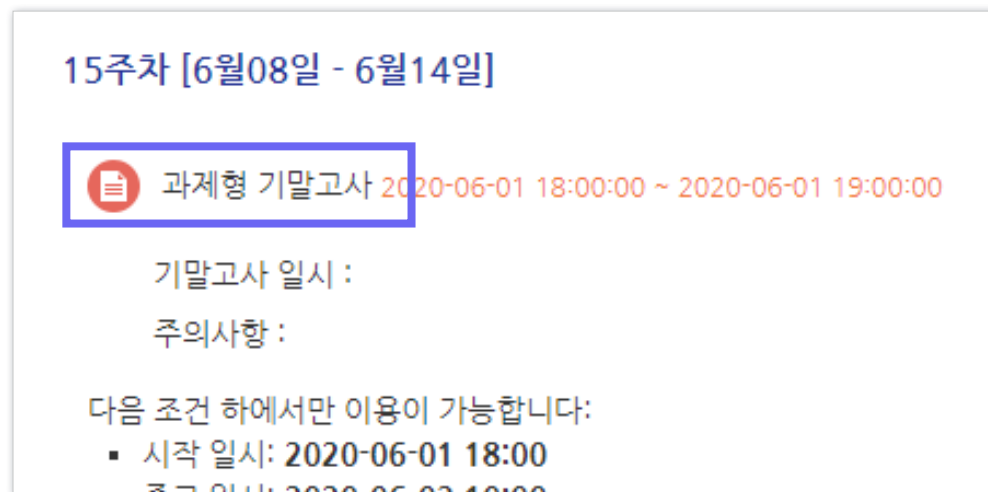 15주차 [6월08일 - 6월14일]
과제형 기말고사 2020-06-01 18:00:00 ~ 2020-06-01 19:00:00
기말고사 일시 :
주의사항 :
다음 조건 하에서만 이용이 가능합니다:
▪ 시작 일시: 2020-06-01 18:00